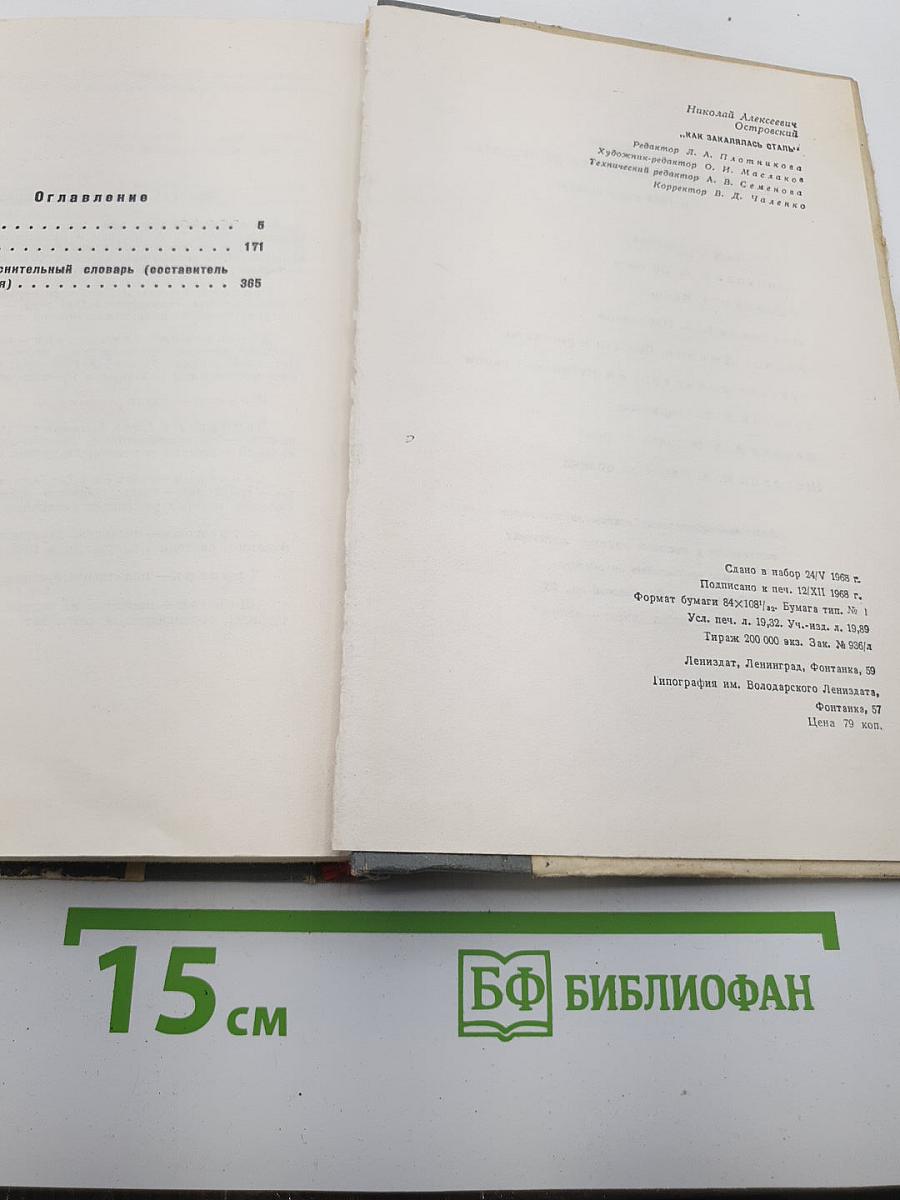 Оглавление
. . . . . . . . . . . . . . . . 5
. . . . . . . . . . . . . . . . 171
снительный словарь (составитель
я) . . . . . . . . . . . . . . . . 365
Николай Алексеевич
Островский
„КАК ЗАКАЛЯЛАСЬ СТАЛЬ“
Редактор Л. А. Плотникова
Художник-редактор О. И. Маслаков
Технический редактор А. В. Семенова
Корректор В. Д. Чаленко
Сдано в набор 24/V 1968 г.
Подписано к печ. 12/XII 1968 г.
Формат бумаги 84×108¹/₃₂. Бумага тип. № 1
Усл. печ. л. 19,32. Уч.-изд. л. 19,89
Тираж 200 000 экз. Зак. № 936/л
Лениздат, Ленинград, Фонтанка, 59
Типография им. Володарского Лениздата,
Фонтанка, 57
Цена 79 коп.
15 см
БФ БИБЛИОФАН